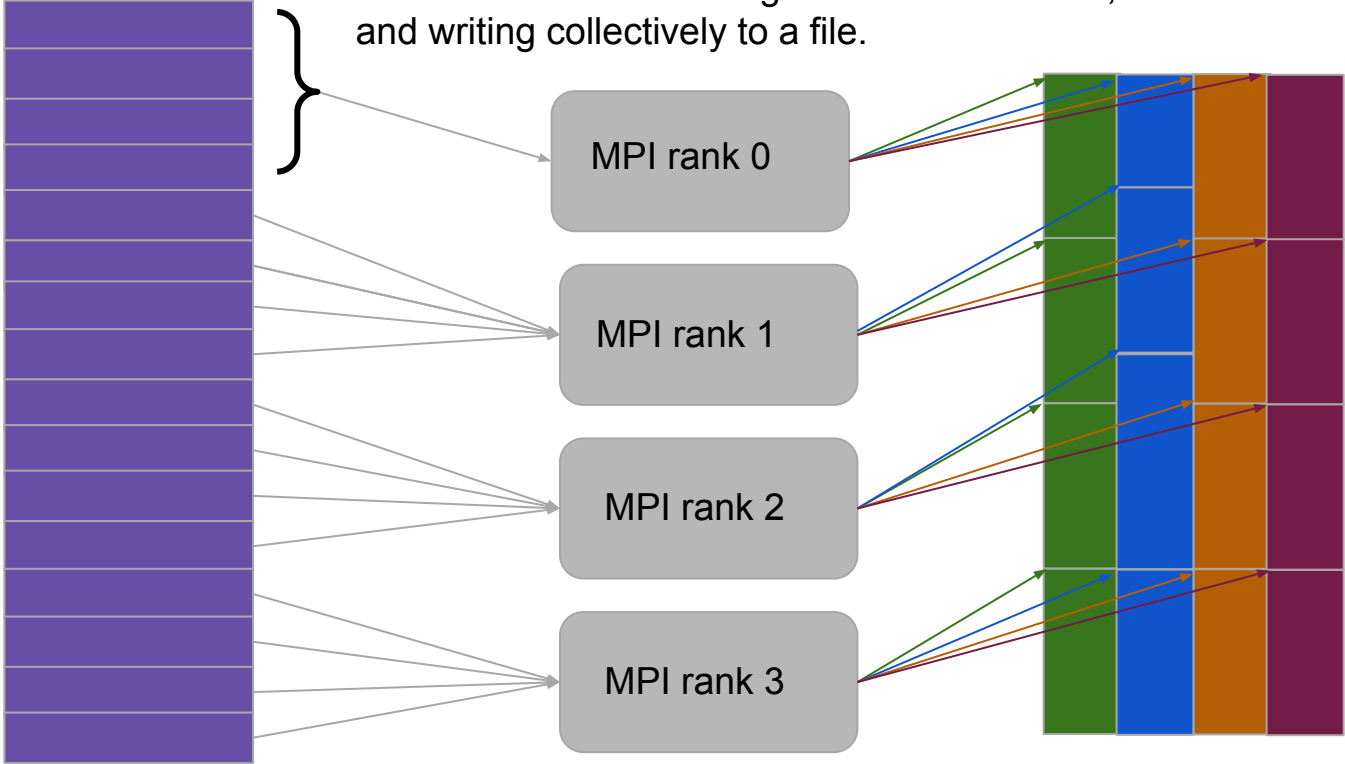 and writing collectively to a file.
MPI rank 0
MPI rank 1
MPI rank 2
MPI rank 3